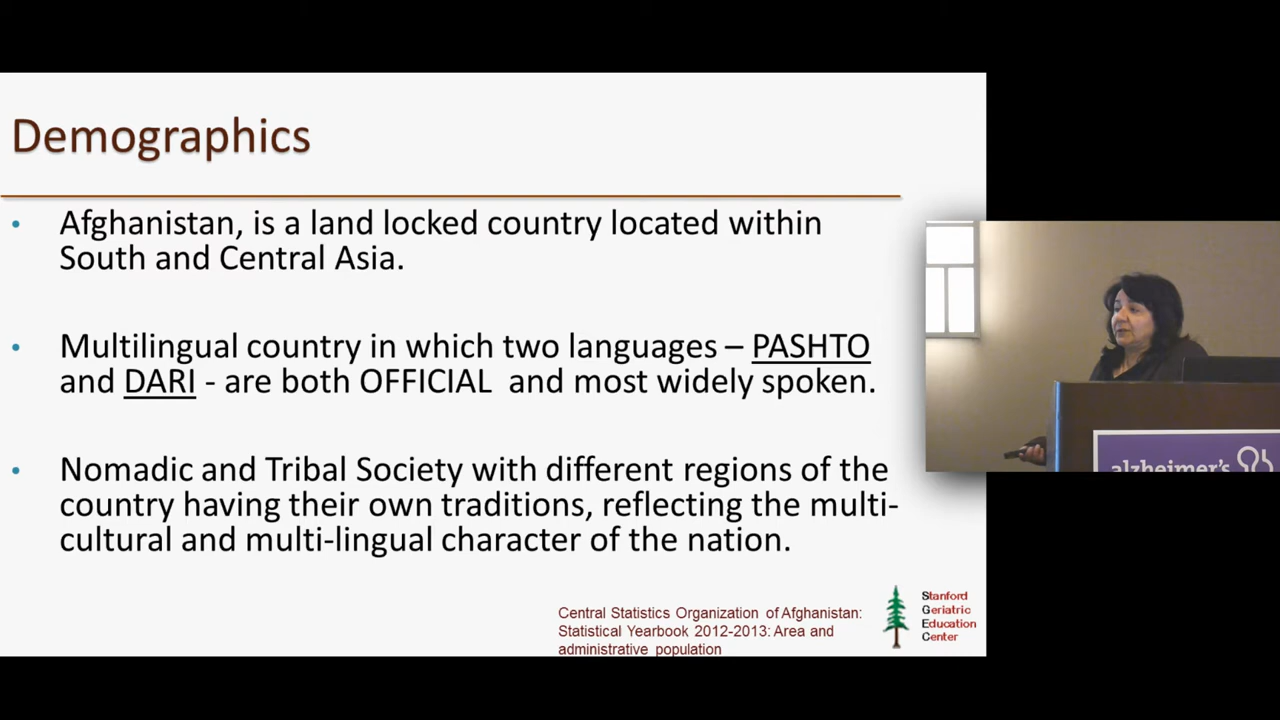 Demographics
• Afghanistan, is a land locked country located within
South and Central Asia.
• Multilingual country in which two languages – PASHTO
and DARI - are both OFFICIAL and most widely spoken.
• Nomadic and Tribal Society with different regions of the
country having their own traditions, reflecting the multi-
cultural and multi-lingual character of the nation.
Central Statistics Organization of Afghanistan:
Statistical Yearbook 2012-2013: Area and
administrative population
Stanford
Geriatric
Education
Center
alzheimer's